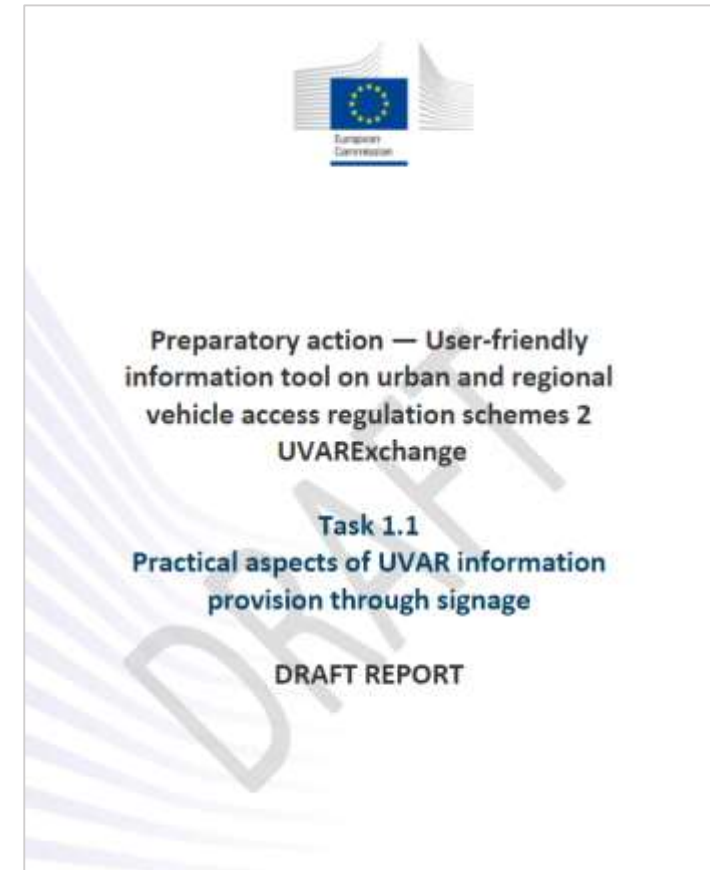 European
Commission
Preparatory action — User-friendly
information tool on urban and regional
vehicle access regulation schemes 2
UVARExchange
Task 1.1
Practical aspects of UVAR information
provision through signage
DRAFT REPORT
DRAFT